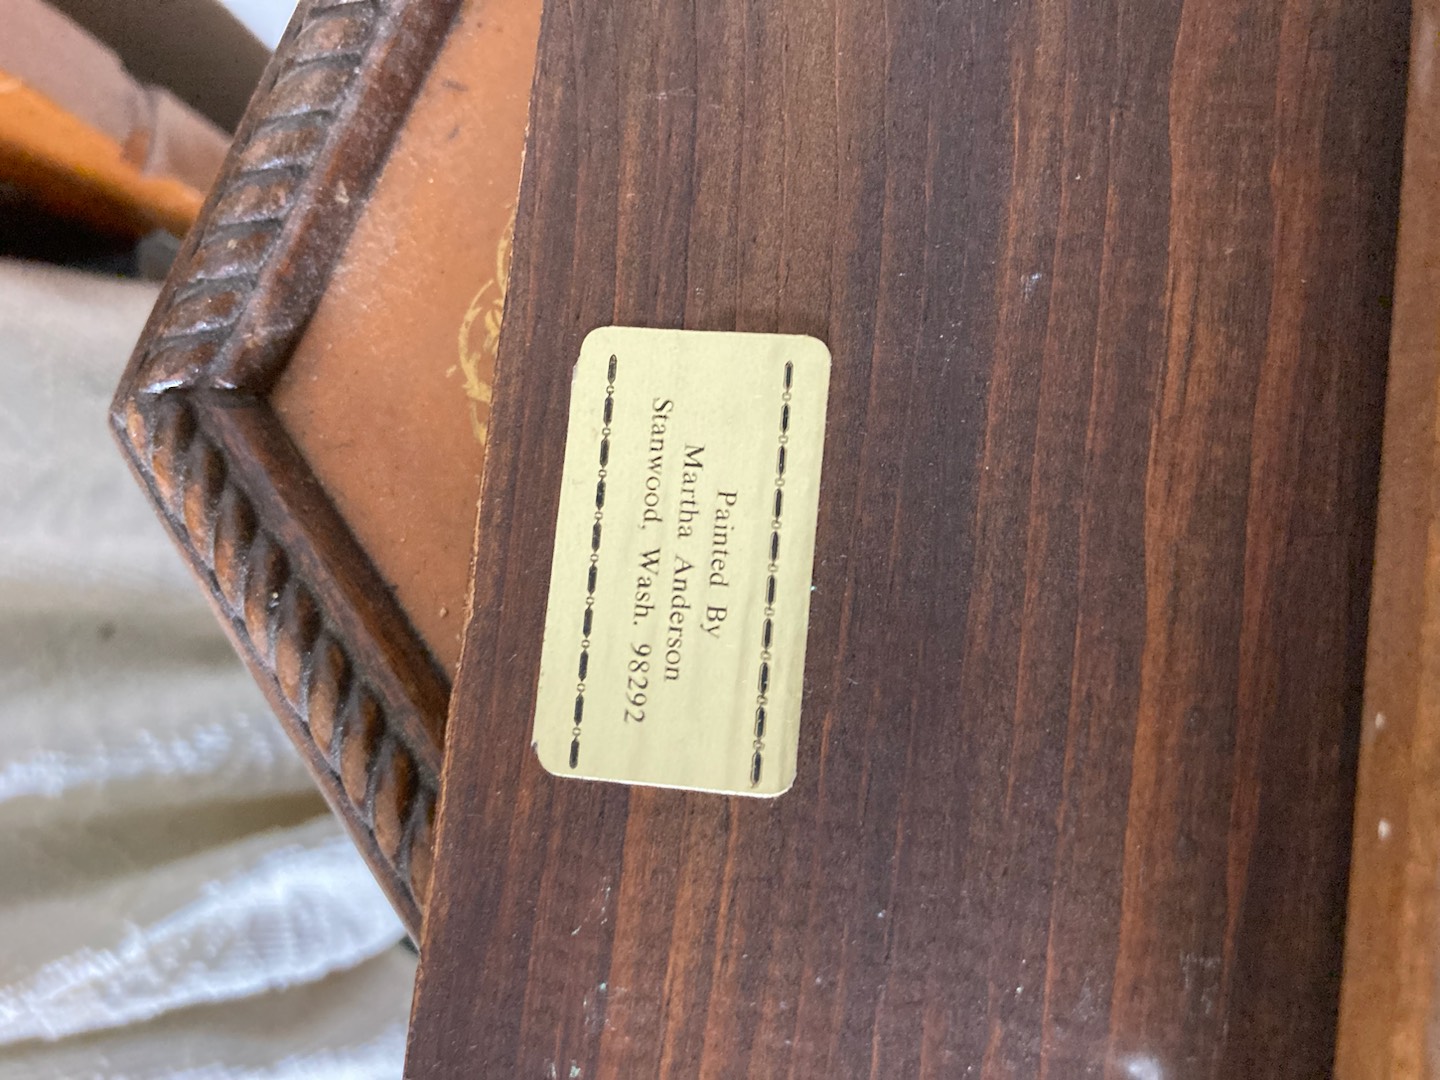 Painted By
Martha Anderson
Stanwood, Wash. 98292